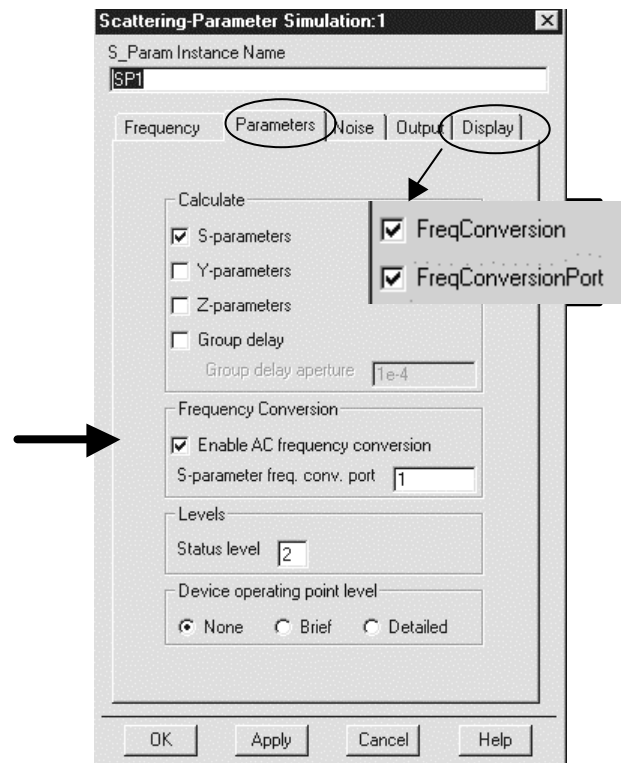 Scattering-Parameter Simulation:1
S_Param Instance Name
SP1
Frequency Parameters Noise Output Display
Calculate
S-parameters
Y-parameters
Z-parameters
Group delay
Group delay aperture 1e-4
FreqConversion
FreqConversionPort
Frequency Conversion
Enable AC frequency conversion
S-parameter freq. conv. port 1
Levels
Status level 2
Device operating point level
None Brief Detailed
OK Apply Cancel Help